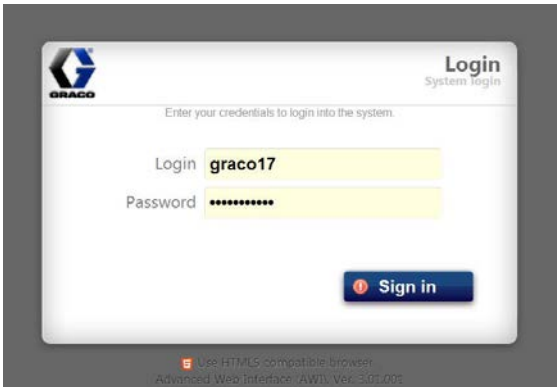 GRACO
Login
System login
Enter your credentials to login into the system.
Login graco17
Password •••••••••••
Sign in
Use HTML5 compatible browser
Advanced Web Interface (AWI), Ver. 3.01.001